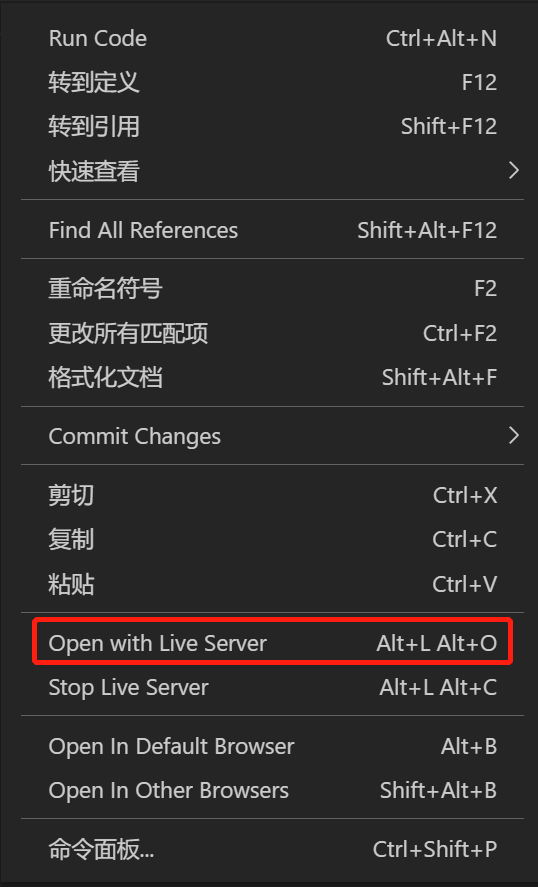 Run Code Ctrl+Alt+N
转到定义 F12
转到引用 Shift+F12
快速查看
Find All References Shift+Alt+F12
重命名符号 F2
更改所有匹配项 Ctrl+F2
格式化文档 Shift+Alt+F
Commit Changes
剪切 Ctrl+X
复制 Ctrl+C
粘贴 Ctrl+V
Open with Live Server Alt+L Alt+O
Stop Live Server Alt+L Alt+C
Open In Default Browser Alt+B
Open In Other Browsers Shift+Alt+B
命令面板... Ctrl+Shift+P